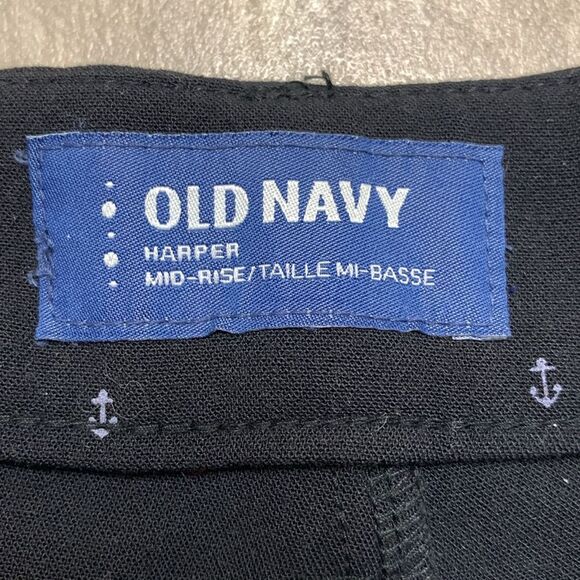 OLD NAVY
HARPER
MID-RISE/TAILLE MI-BASSE